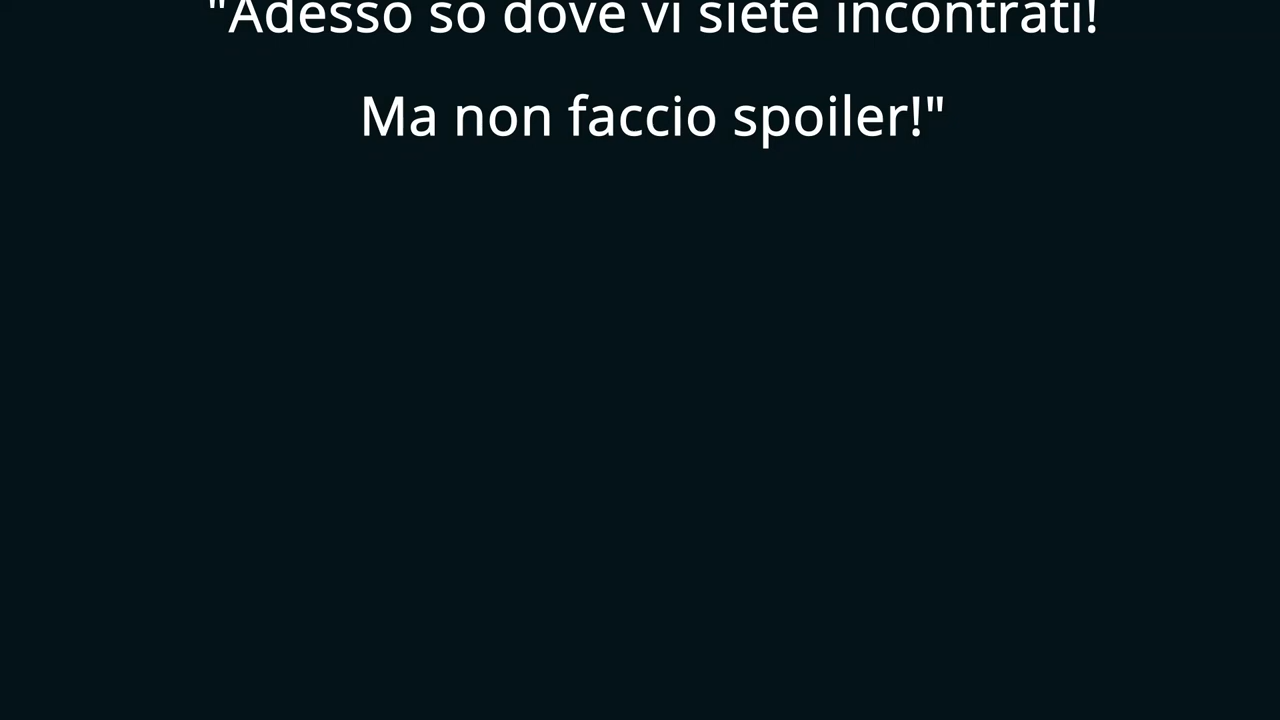 "Adesso so dove vi siete incontrati!
Ma non faccio spoiler!"